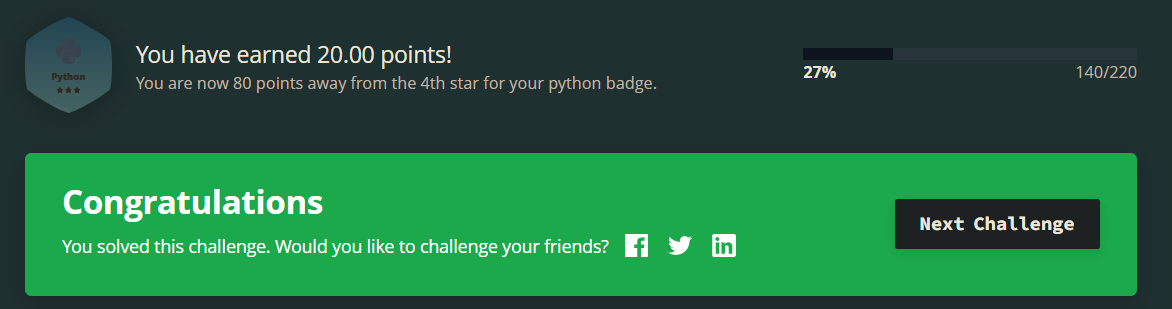 Python
You have earned 20.00 points!
You are now 80 points away from the 4th star for your python badge.
27% 140/220
Congratulations
You solved this challenge. Would you like to challenge your friends?
Next Challenge